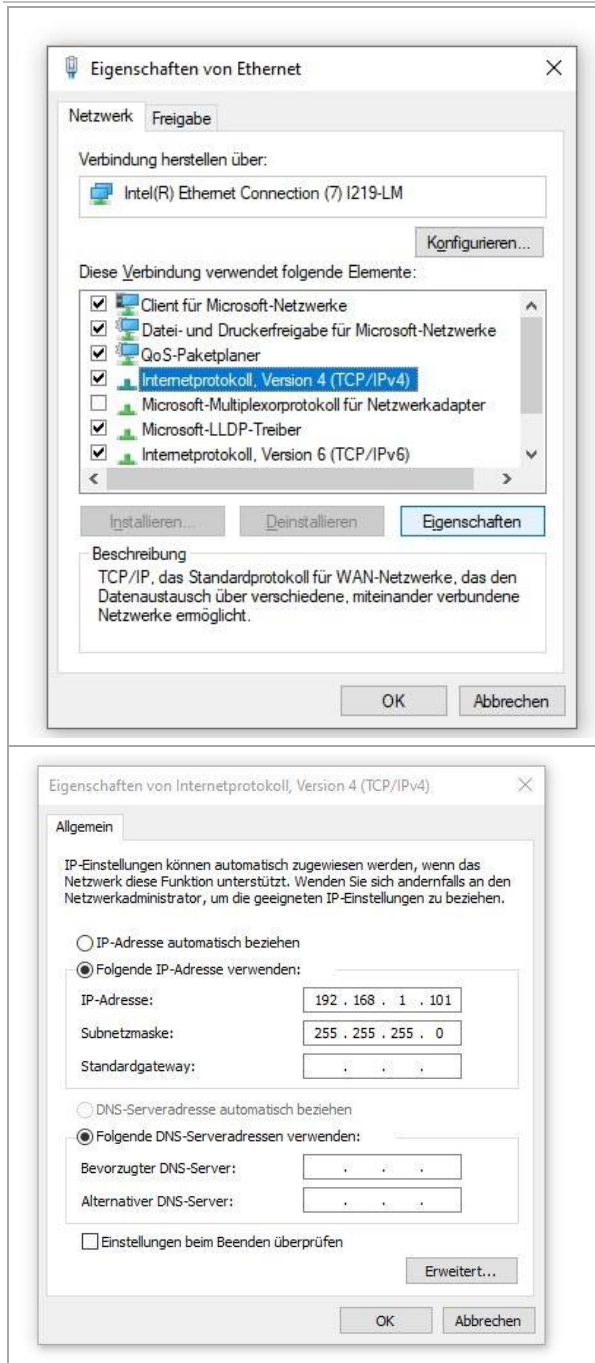 Eigenschaften von Ethernet
Netzwerk
Freigabe
Verbindung herstellen über:
Intel(R) Ethernet Connection (7) I219-LM
Konfigurieren...
Diese Verbindung verwendet folgende Elemente:
Client für Microsoft-Netzwerke
Datei- und Druckerfreigabe für Microsoft-Netzwerke
QoS-Paketplaner
Internetprotokoll, Version 4 (TCP/IPv4)
Microsoft-Multiplexorprotokoll für Netzwerkadapter
Microsoft-LLDP-Treiber
Internetprotokoll, Version 6 (TCP/IPv6)
Installieren...
Deinstallieren
Eigenschaften
Beschreibung
TCP/IP, das Standardprotokoll für WAN-Netzwerke, das den
Datenaustausch über verschiedene, miteinander verbundene
Netzwerke ermöglicht.
OK
Abbrechen
Eigenschaften von Internetprotokoll, Version 4 (TCP/IPv4)
Allgemein
IP-Einstellungen können automatisch zugewiesen werden, wenn das
Netzwerk diese Funktion unterstützt. Wenden Sie sich andernfalls an den
Netzwerkadministrator, um die geeigneten IP-Einstellungen zu beziehen.
IP-Adresse automatisch beziehen
Folgende IP-Adresse verwenden:
IP-Adresse: 192 . 168 . 1 . 101
Subnetzmaske: 255 . 255 . 255 . 0
Standardgateway: . . .
DNS-Serveradresse automatisch beziehen
Folgende DNS-Serveradressen verwenden:
Bevorzugter DNS-Server: . . .
Alternativer DNS-Server: . . .
Einstellungen beim Beenden überprüfen
Erweitert...
OK
Abbrechen